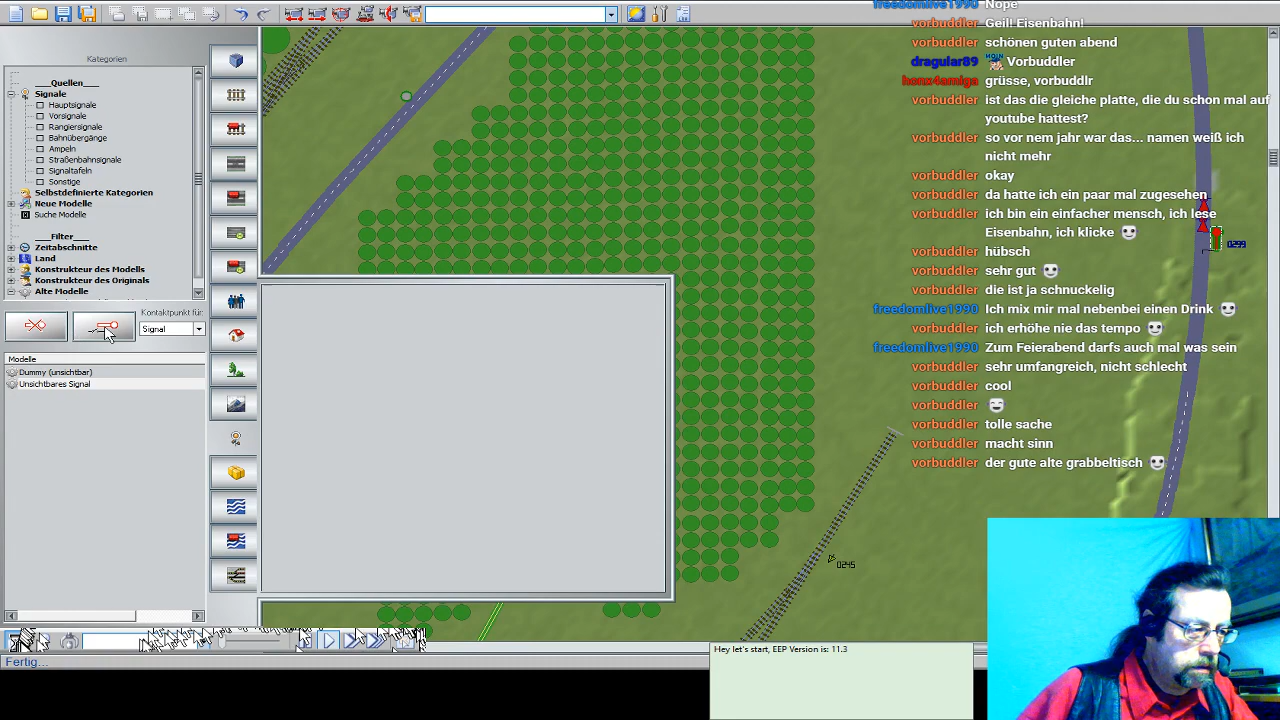 Kategorien
___Quellen___
Signale
Hauptsignale
Vorsignale
Rangiersignale
Bahnübergänge
Ampeln
Straßenbahnsignale
Signaltafeln
Sonstige
Selbstdefinierte Kategorien
Neue Modelle
Suche Modelle
___Filter___
Zeitabschnitte
Land
Konstrukteur des Modells
Konstrukteur des Originals
Alte Modelle
Kontaktpunkt für:
Signal
Modelle
Dummy (unsichtbar)
Unsichtbares Signal
Fertig...
0299
0245
Hey let's start, EEP Version is: 11.3
freedomlive1990 Nope
vorbuddler Geil! Eisenbahn!
vorbuddler schönen guten abend
dragular89 MOIN Vorbuddler
honx4amiga grüsse, vorbuddlr
vorbuddler ist das die gleiche platte, die du schon mal auf
youtube hattest?
vorbuddler so vor nem jahr war das... namen weiß ich
nicht mehr
vorbuddler okay
vorbuddler da hatte ich ein paar mal zugesehen
vorbuddler ich bin ein einfacher mensch, ich lese
Eisenbahn, ich klicke
vorbuddler hübsch
vorbuddler sehr gut
vorbuddler die ist ja schnuckelig
freedomlive1990 Ich mix mir mal nebenbei einen Drink
vorbuddler ich erhöhe nie das tempo
freedomlive1990 Zum Feierabend darfs auch mal was sein
vorbuddler sehr umfangreich, nicht schlecht
vorbuddler cool
vorbuddler
vorbuddler tolle sache
vorbuddler macht sinn
vorbuddler der gute alte grabbeltisch